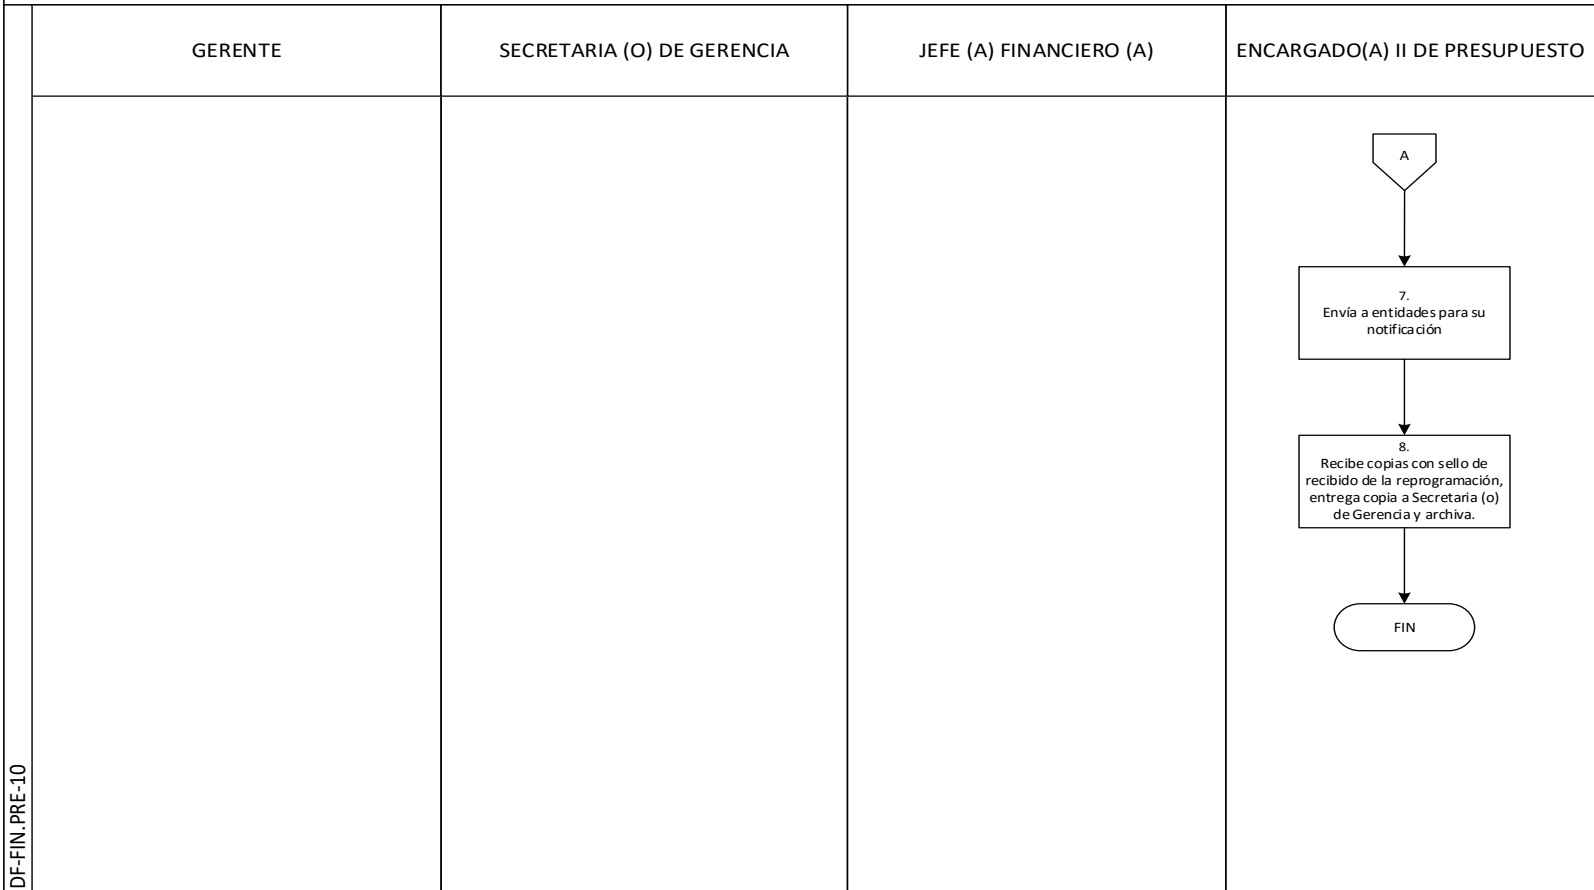 GERENTE
SECRETARIA (O) DE GERENCIA
JEFE (A) FINANCIERO (A)
ENCARGADO(A) II DE PRESUPUESTO
A
7.
Envía a entidades para su
notificación
8.
Recibe copias con sello de
recibido de la reprogramación,
entrega copia a Secretaria (o)
de Gerencia y archiva.
FIN
DF-FIN.PRE-10